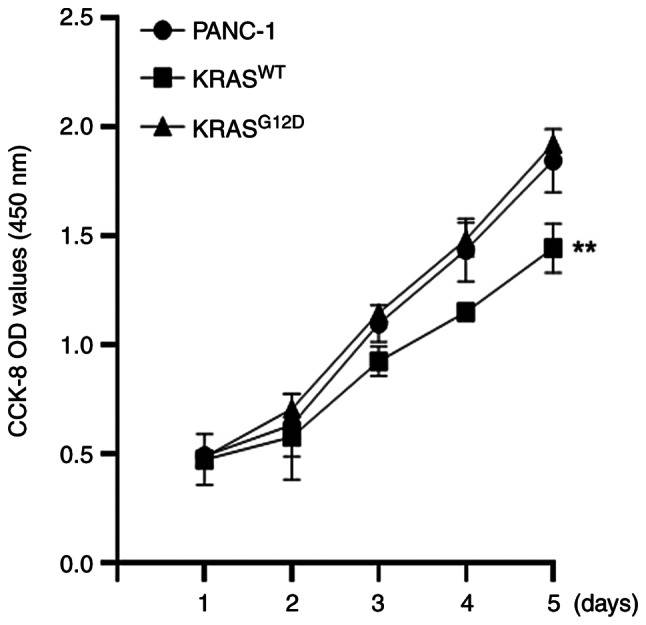 2.5
PANC-1
KRASWT
2.0
KRASG12D
1.5
**
1.0
0.5
0.0
CCK-8 OD values (450 nm)
1 2 3 4 5 (days)